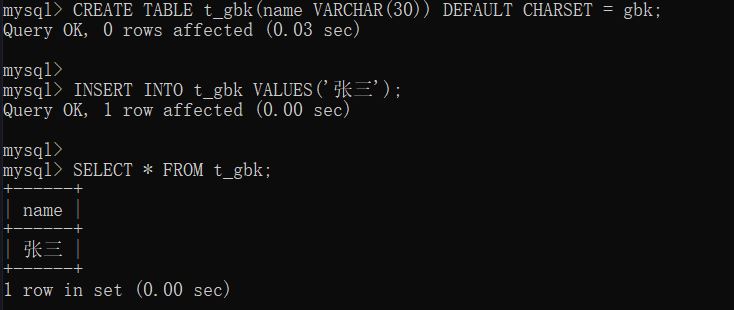 mysql> CREATE TABLE t_gbk(name VARCHAR(30)) DEFAULT CHARSET = gbk;
Query OK, 0 rows affected (0.03 sec)
mysql>
mysql> INSERT INTO t_gbk VALUES('张三');
Query OK, 1 row affected (0.00 sec)
mysql>
mysql> SELECT * FROM t_gbk;
+------+
| name |
+------+
| 张三 |
+------+
1 row in set (0.00 sec)